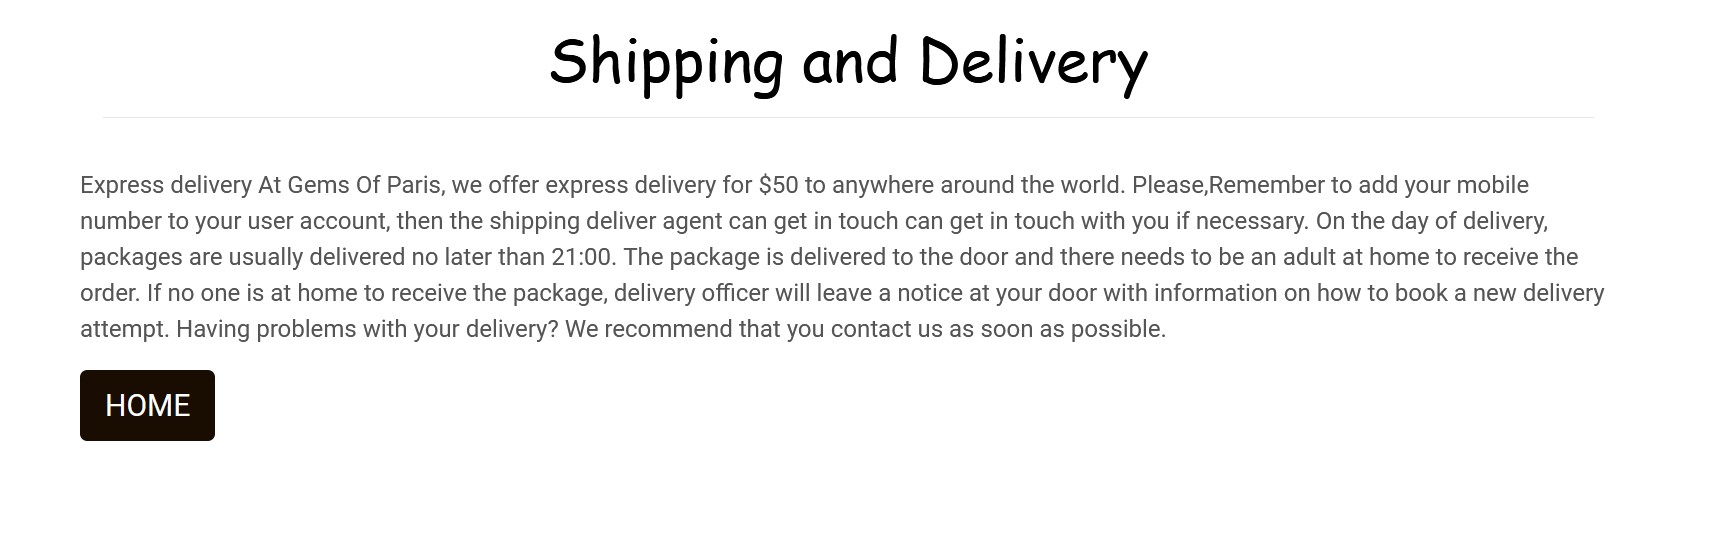 Shipping and Delivery
Express delivery At Gems Of Paris, we offer express delivery for $50 to anywhere around the world. Please,Remember to add your mobile
number to your user account, then the shipping deliver agent can get in touch can get in touch with you if necessary. On the day of delivery,
packages are usually delivered no later than 21:00. The package is delivered to the door and there needs to be an adult at home to receive the
order. If no one is at home to receive the package, delivery officer will leave a notice at your door with information on how to book a new delivery
attempt. Having problems with your delivery? We recommend that you contact us as soon as possible.
HOME